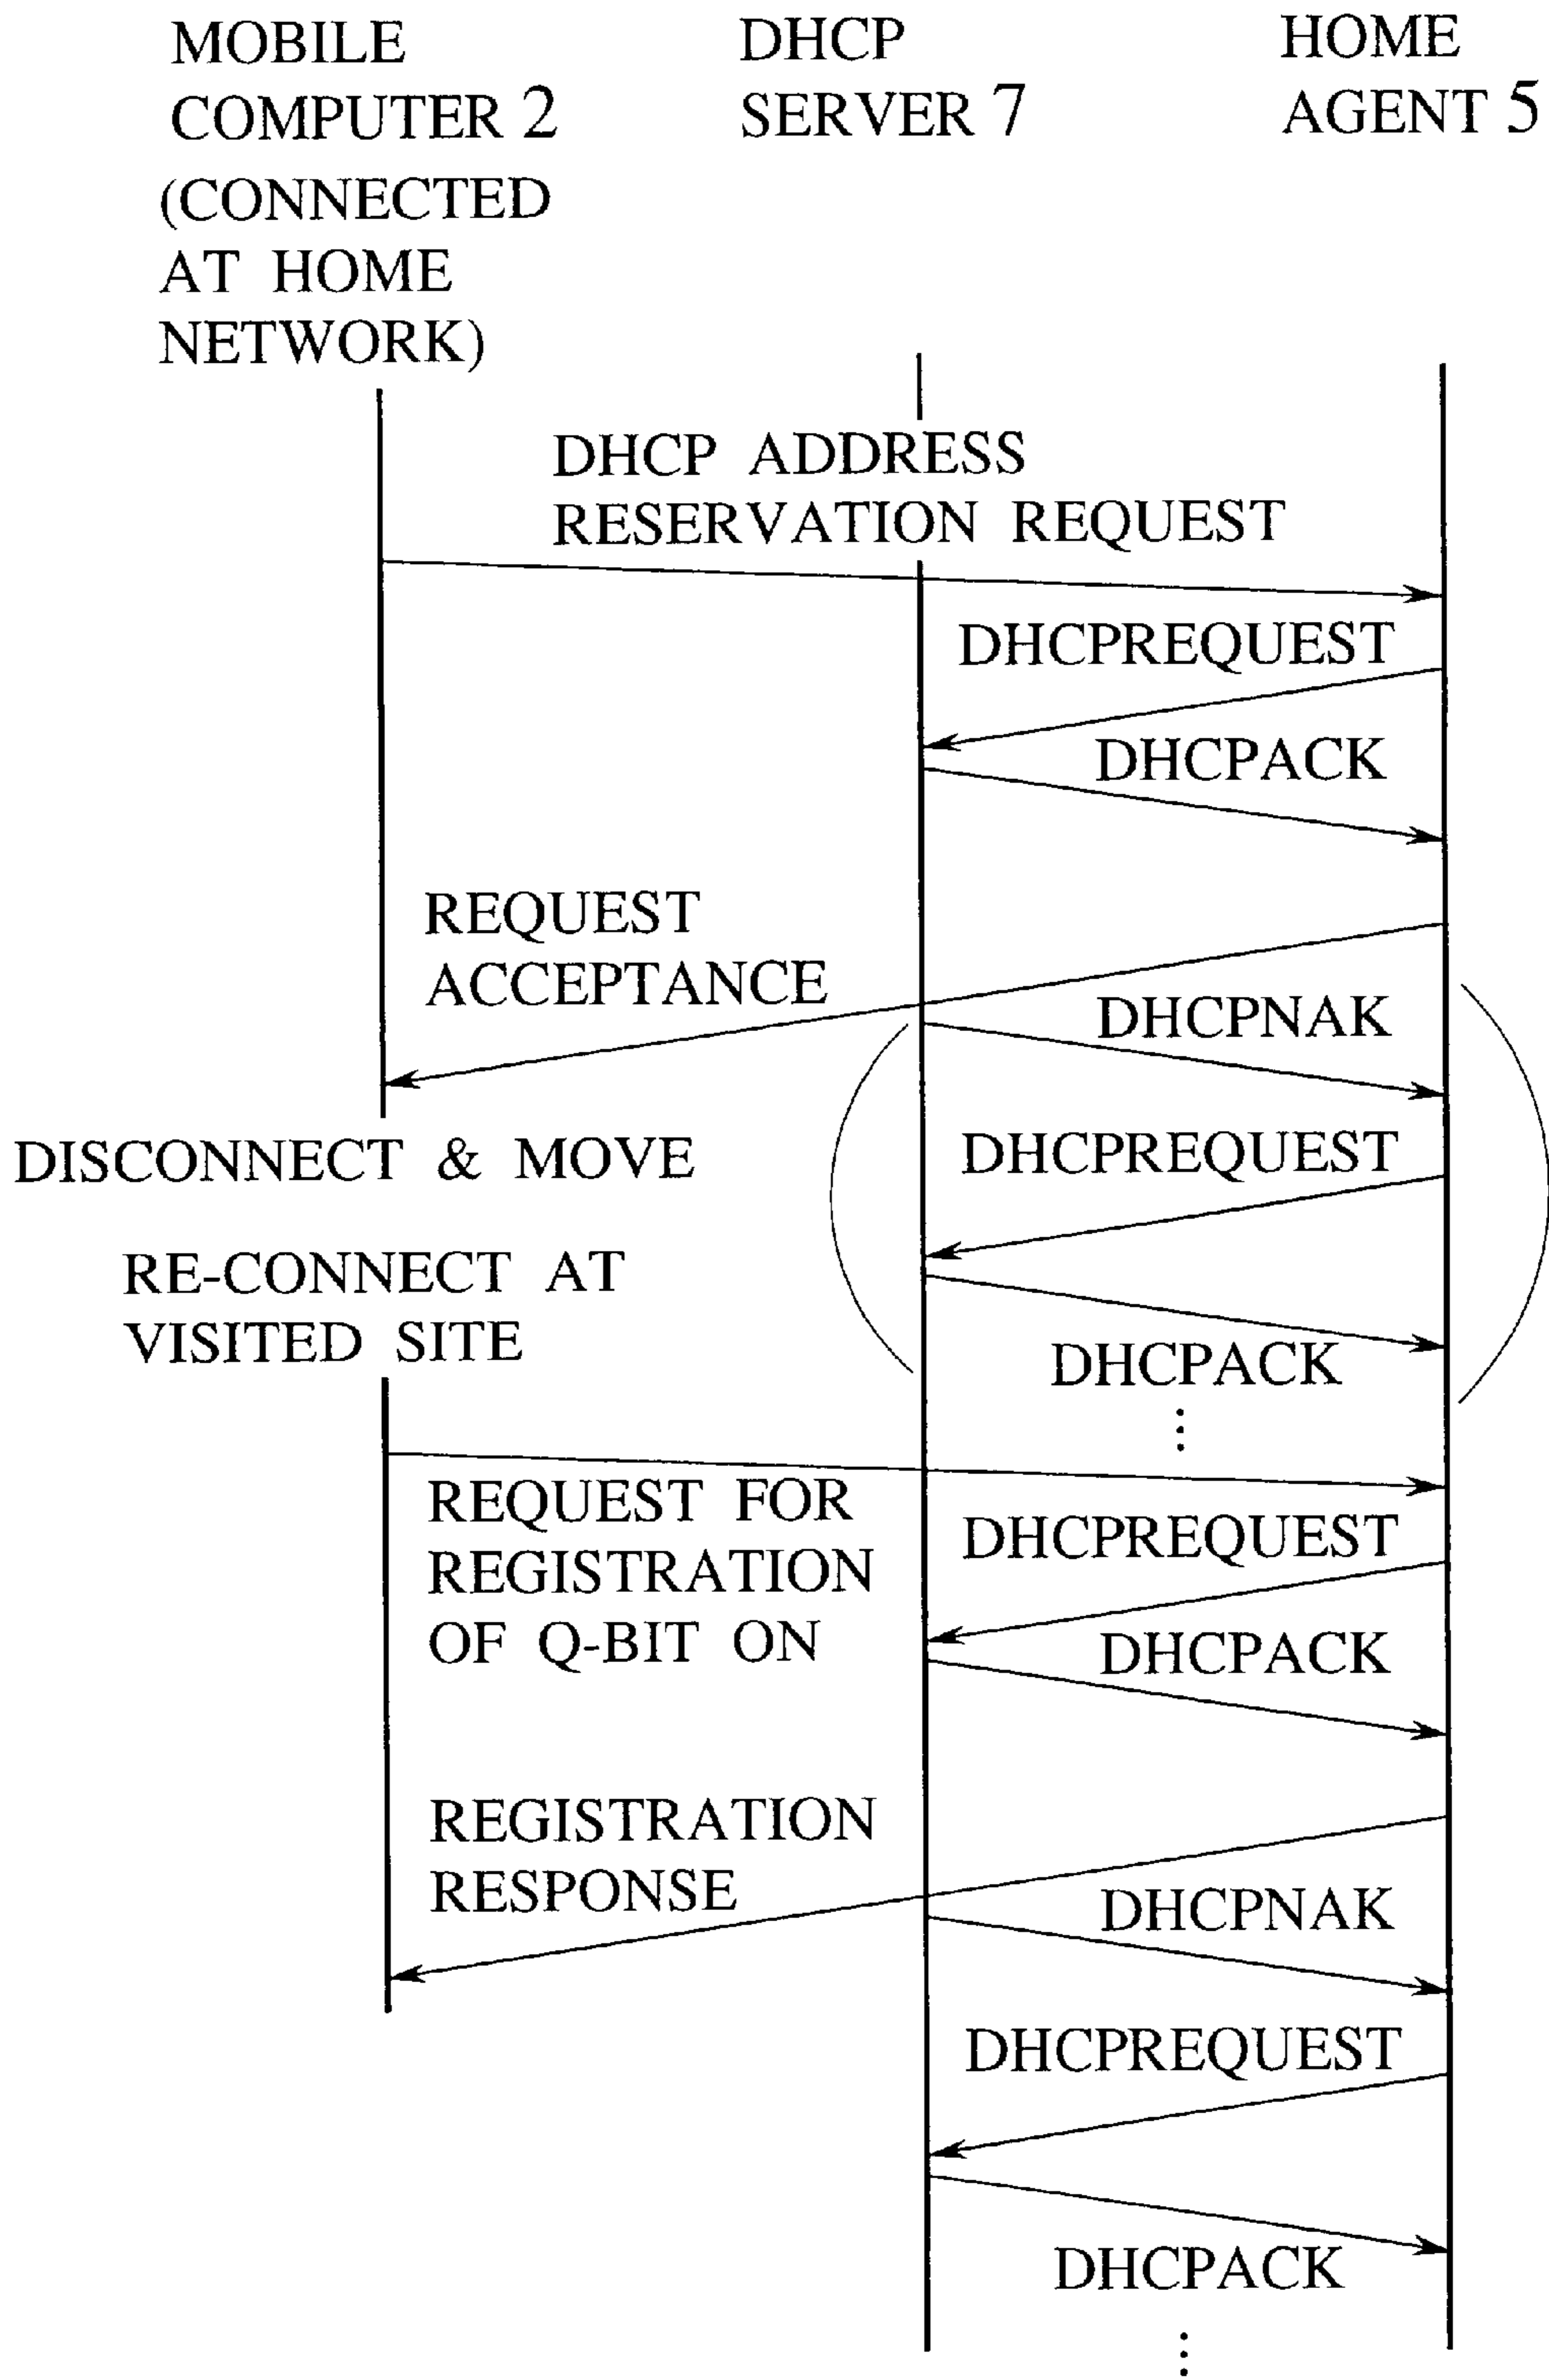 MOBILE
COMPUTER 2
(CONNECTED
AT HOME
NETWORK)
DHCP
SERVER 7
HOME
AGENT 5
DHCP ADDRESS
RESERVATION REQUEST
DHCPREQUEST
DHCPACK
REQUEST
ACCEPTANCE
DHCPNAK
DISCONNECT & MOVE
DHCPREQUEST
RE-CONNECT AT
VISITED SITE
DHCPACK
REQUEST FOR
REGISTRATION
OF Q-BIT ON
DHCPREQUEST
DHCPACK
REGISTRATION
RESPONSE
DHCPNAK
DHCPREQUEST
DHCPACK